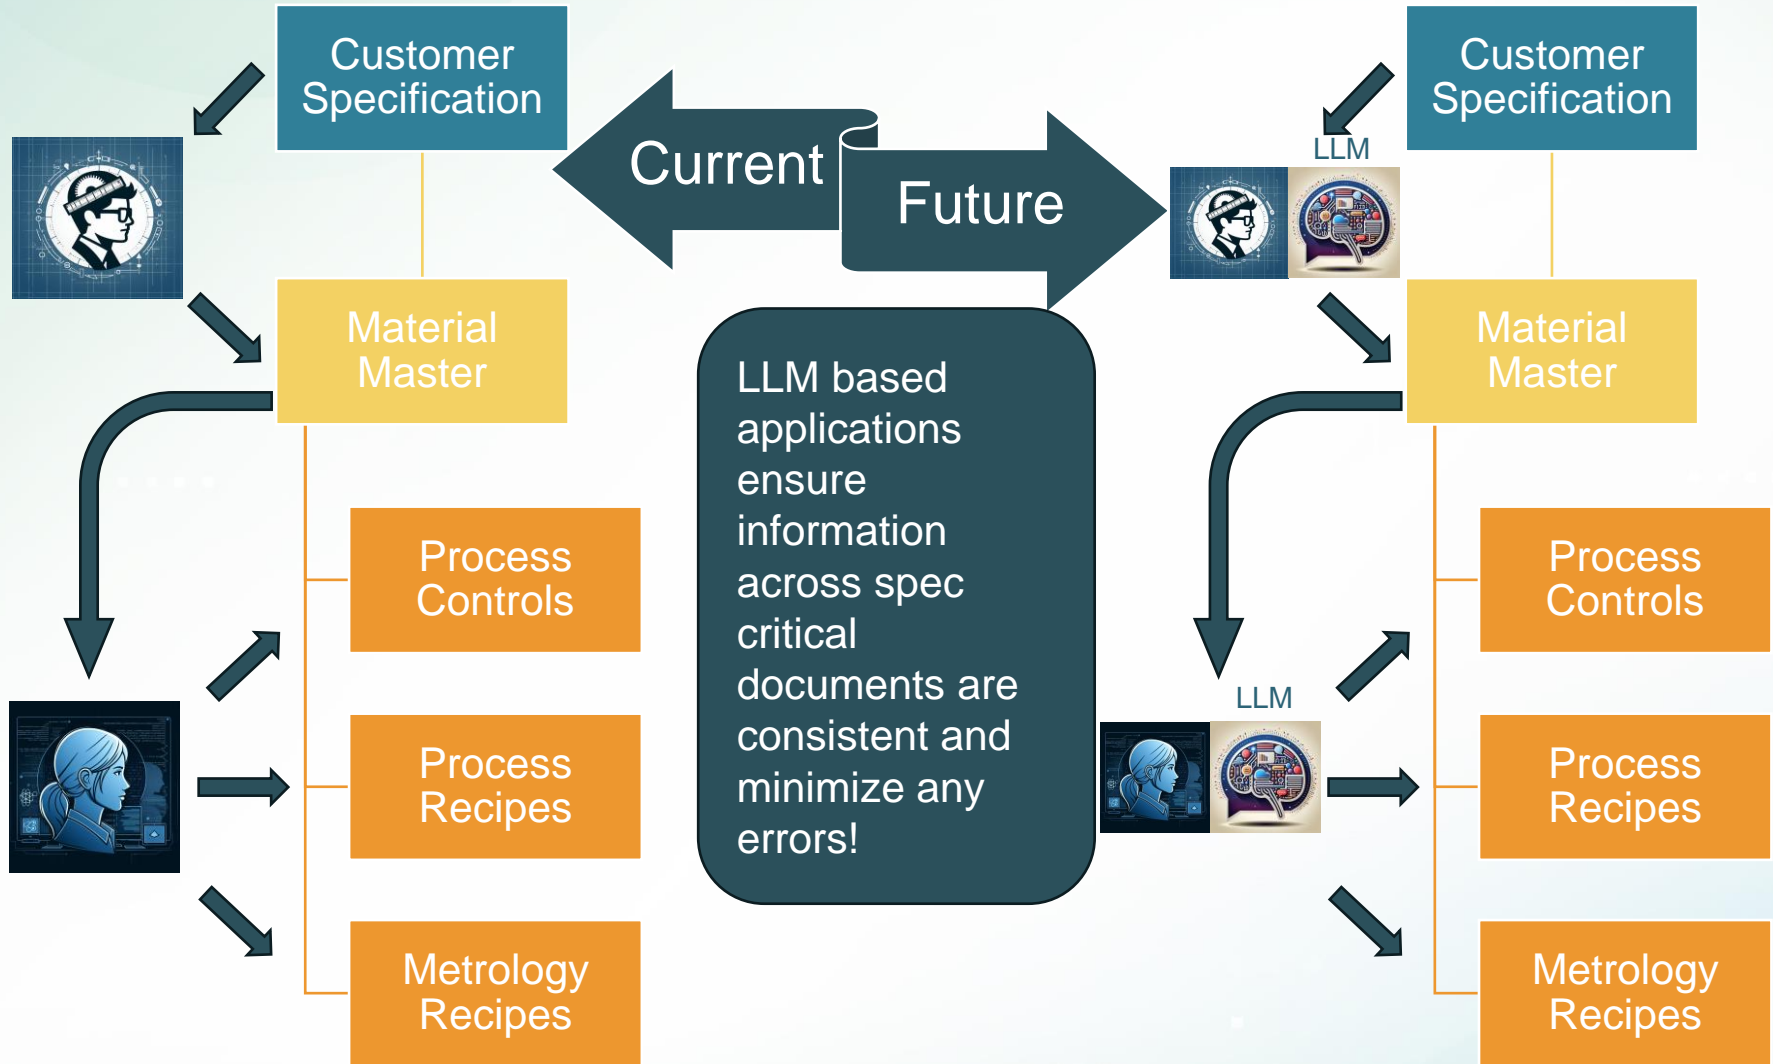 Customer
Specification
Material
Master
Process
Controls
Process
Recipes
Metrology
Recipes
Current
Future
LLM based
applications
ensure
information
across spec
critical
documents are
consistent and
minimize any
errors!
Customer
Specification
LLM
Material
Master
LLM
Process
Controls
Process
Recipes
Metrology
Recipes